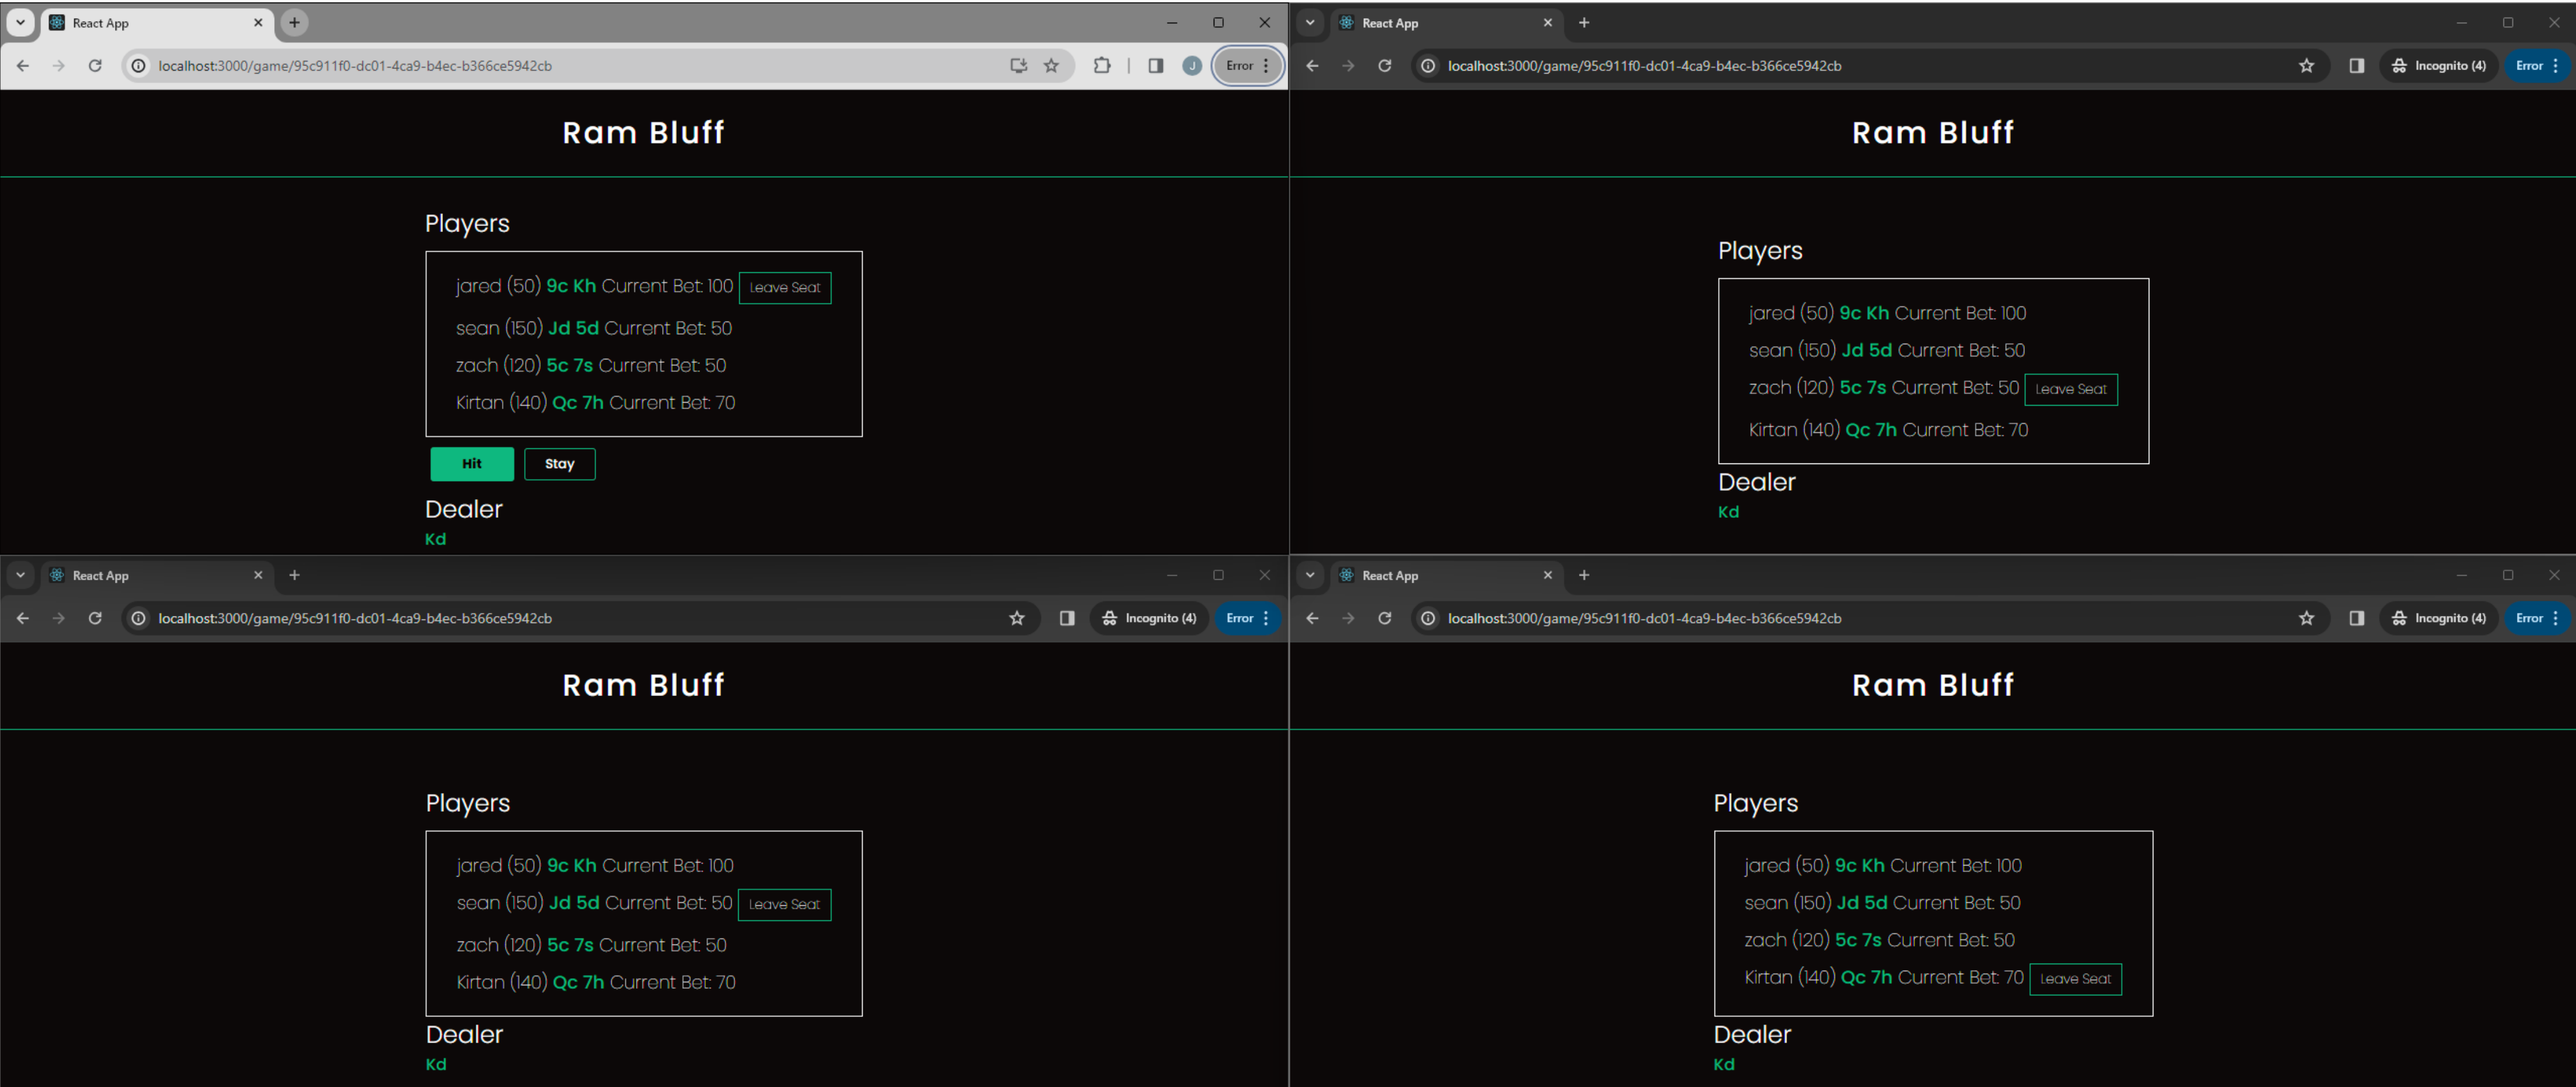 React App
localhost:3000/game/95c911f0-dc01-4ca9-b4ec-b366ce5942cb
J
Error
Ram Bluff
Players
jared (50) 9c Kh Current Bet: 100 Leave Seat
sean (150) Jd 5d Current Bet: 50
zach (120) 5c 7s Current Bet: 50
Kirtan (140) Qc 7h Current Bet: 70
Hit Stay
Dealer
Kd
React App
localhost:3000/game/95c911f0-dc01-4ca9-b4ec-b366ce5942cb
Incognito (4)
Error
Ram Bluff
Players
jared (50) 9c Kh Current Bet: 100
sean (150) Jd 5d Current Bet: 50
zach (120) 5c 7s Current Bet: 50 Leave Seat
Kirtan (140) Qc 7h Current Bet: 70
Dealer
Kd
React App
localhost:3000/game/95c911f0-dc01-4ca9-b4ec-b366ce5942cb
Incognito (4)
Error
Ram Bluff
Players
jared (50) 9c Kh Current Bet: 100
sean (150) Jd 5d Current Bet: 50 Leave Seat
zach (120) 5c 7s Current Bet: 50
Kirtan (140) Qc 7h Current Bet: 70
Dealer
Kd
React App
localhost:3000/game/95c911f0-dc01-4ca9-b4ec-b366ce5942cb
Incognito (4)
Error
Ram Bluff
Players
jared (50) 9c Kh Current Bet: 100
sean (150) Jd 5d Current Bet: 50
zach (120) 5c 7s Current Bet: 50
Kirtan (140) Qc 7h Current Bet: 70 Leave Seat
Dealer
Kd